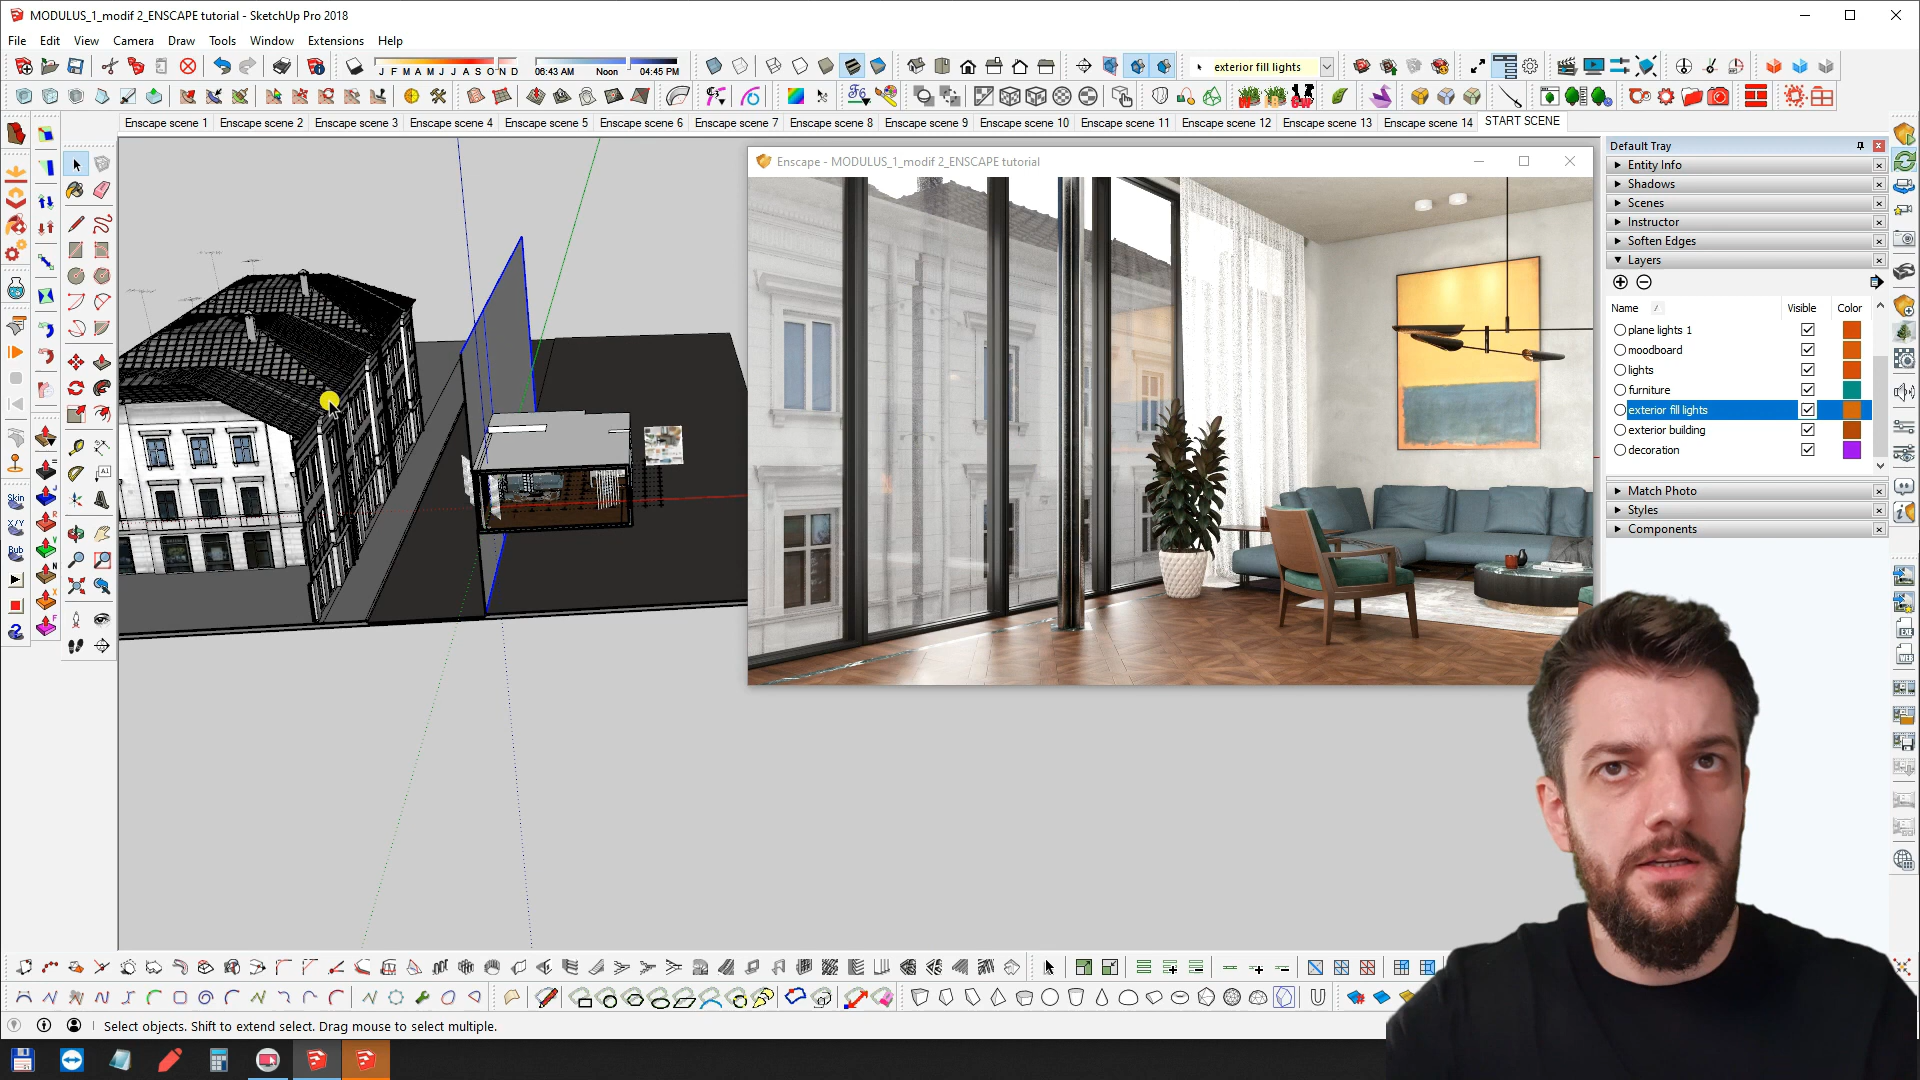 MODULUS_1_modif 2_ENSCAPE tutorial - SketchUp Pro 2018
File Edit View Camera Draw Tools Window Extensions Help
J F M A M J J A S O N D
06:43 AM Noon 04:45 PM
exterior fill lights
Enscape scene 1 Enscape scene 2 Enscape scene 3 Enscape scene 4 Enscape scene 5 Enscape scene 6 Enscape scene 7 Enscape scene 8 Enscape scene 9 Enscape scene 10 Enscape scene 11 Enscape scene 12 Enscape scene 13 Enscape scene 14 START SCENE
Enscape - MODULUS_1_modif 2_ENSCAPE tutorial
Default Tray
Entity Info
Shadows
Scenes
Instructor
Soften Edges
Layers
Name Visible Color
plane lights 1
moodboard
lights
furniture
exterior fill lights
exterior building
decoration
Match Photo
Styles
Components
Skin
X/Y
Bub
Select objects. Shift to extend select. Drag mouse to select multiple.